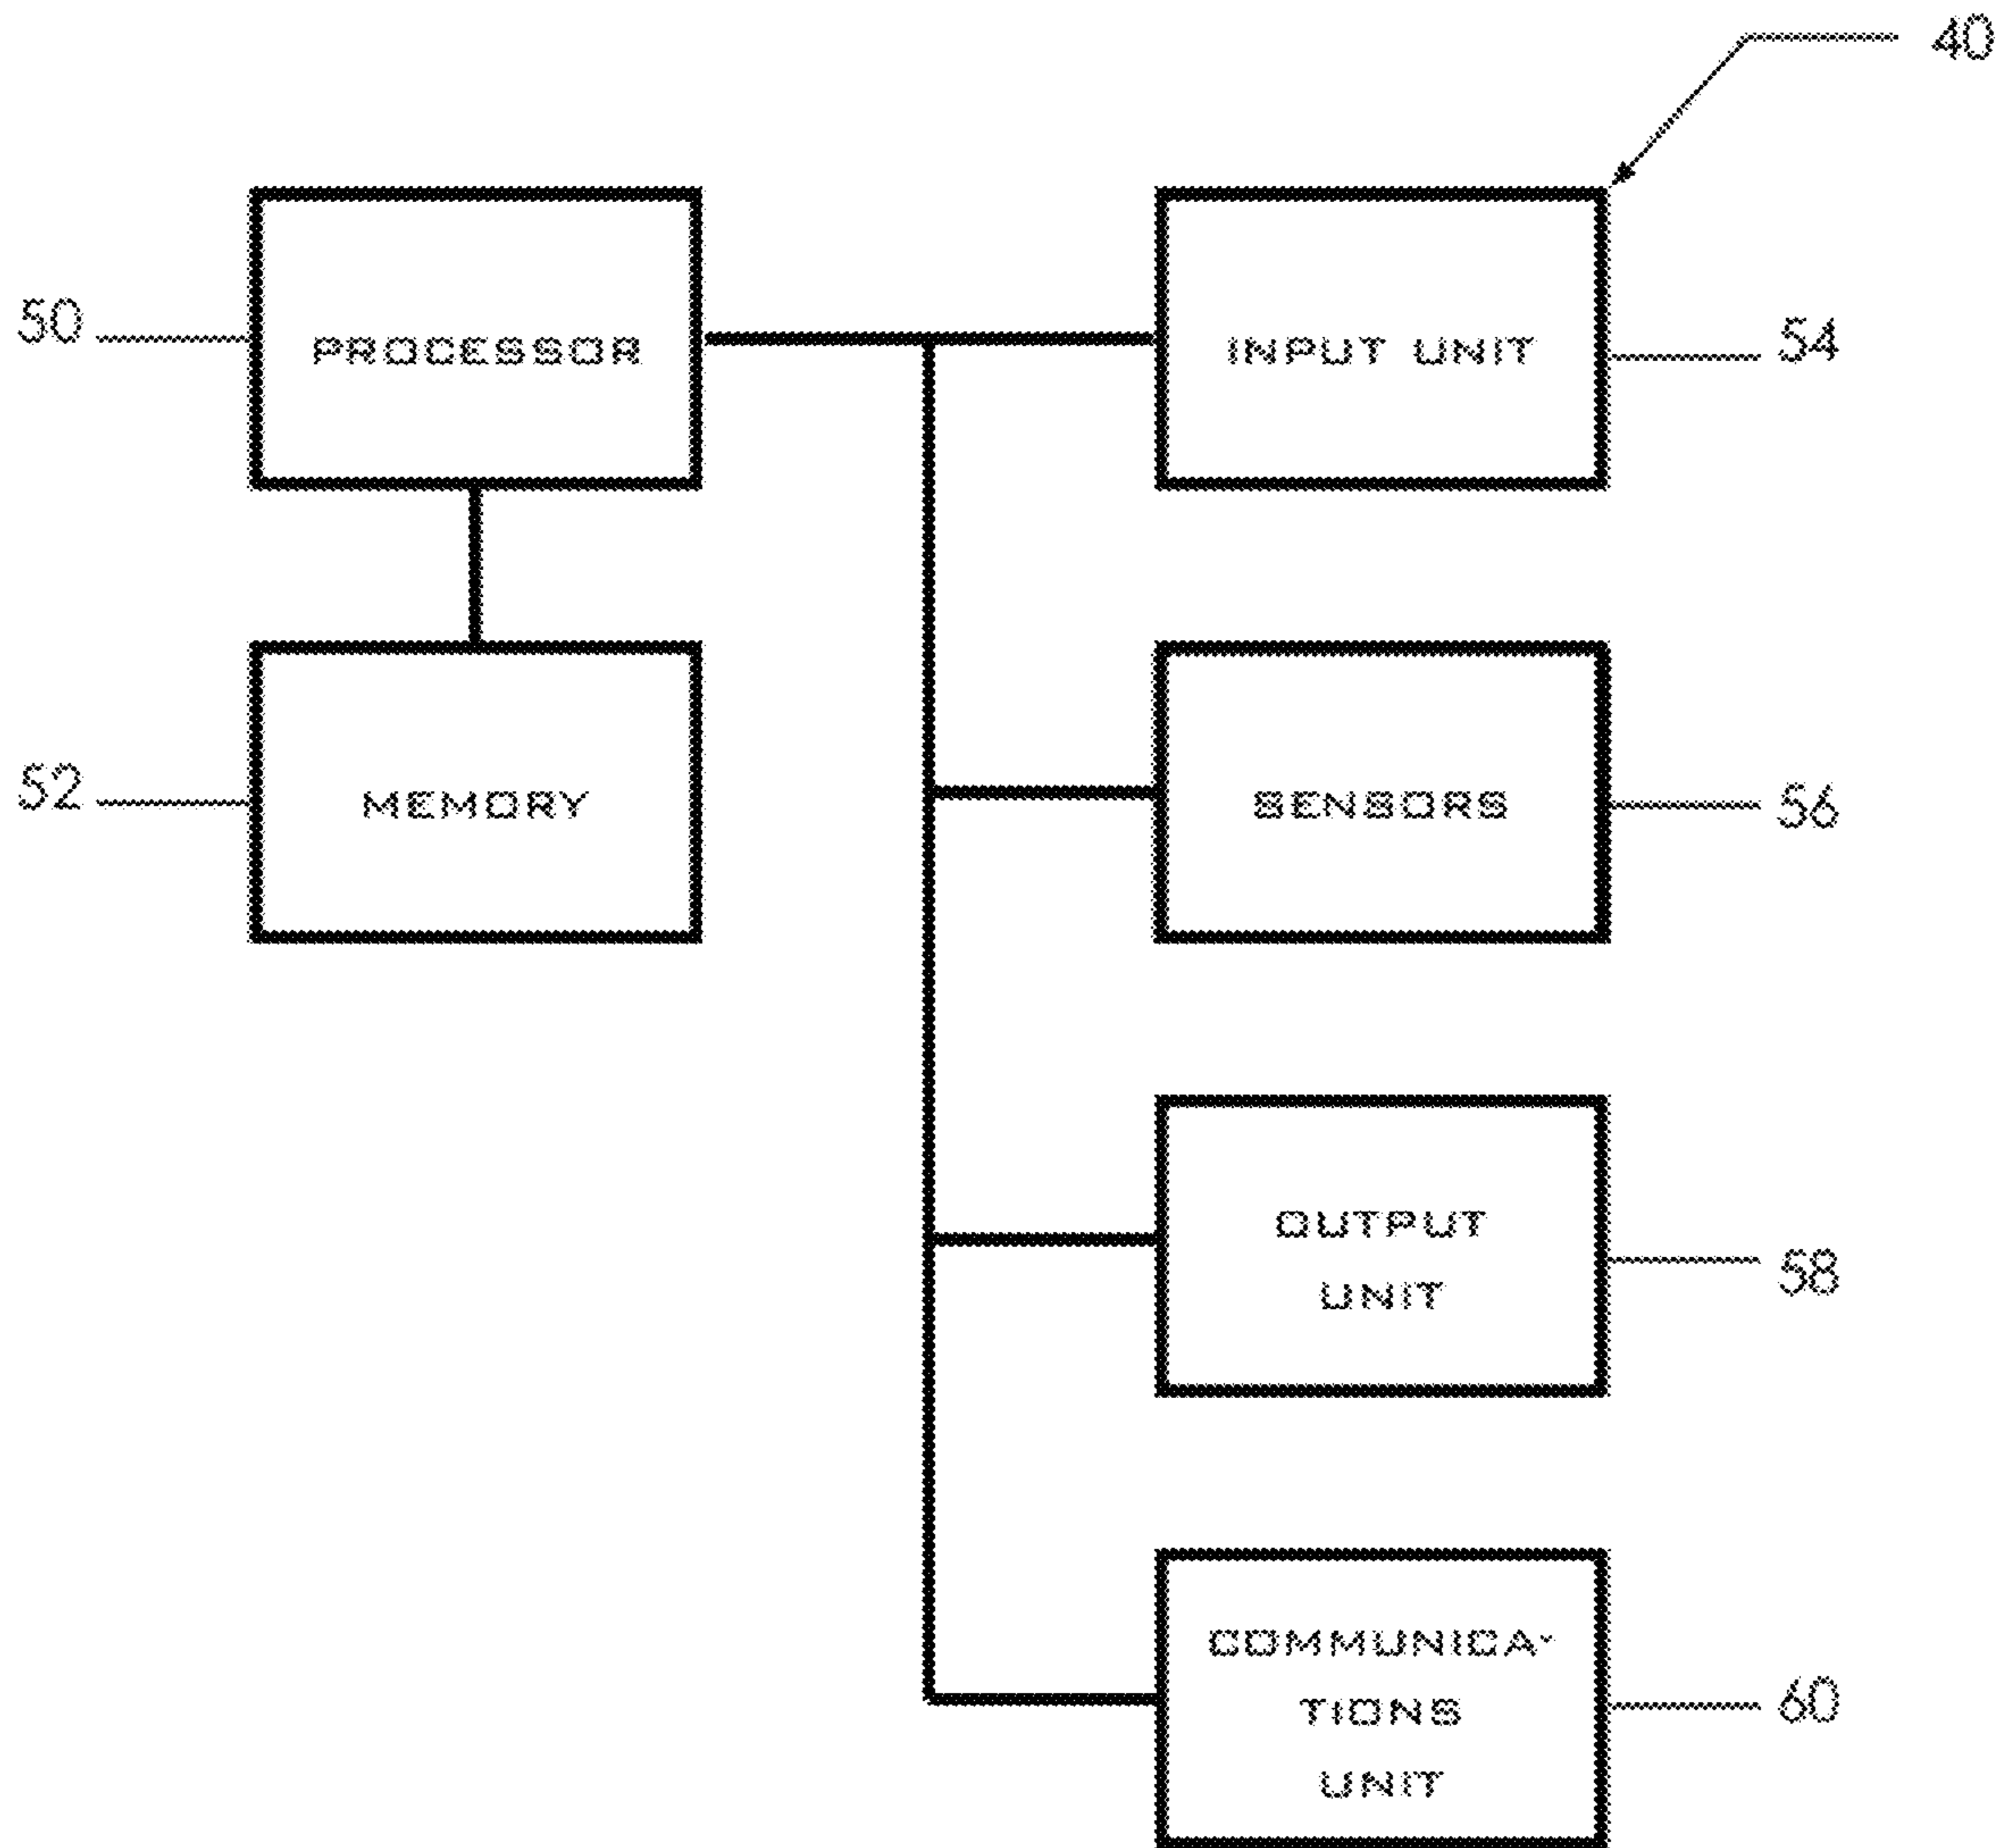 40
50
PROCESSOR
INPUT UNIT
54
52
MEMORY
SENSORS
56
OUTPUT
UNIT
58
COMMUNICA-
TIONS
UNIT
60